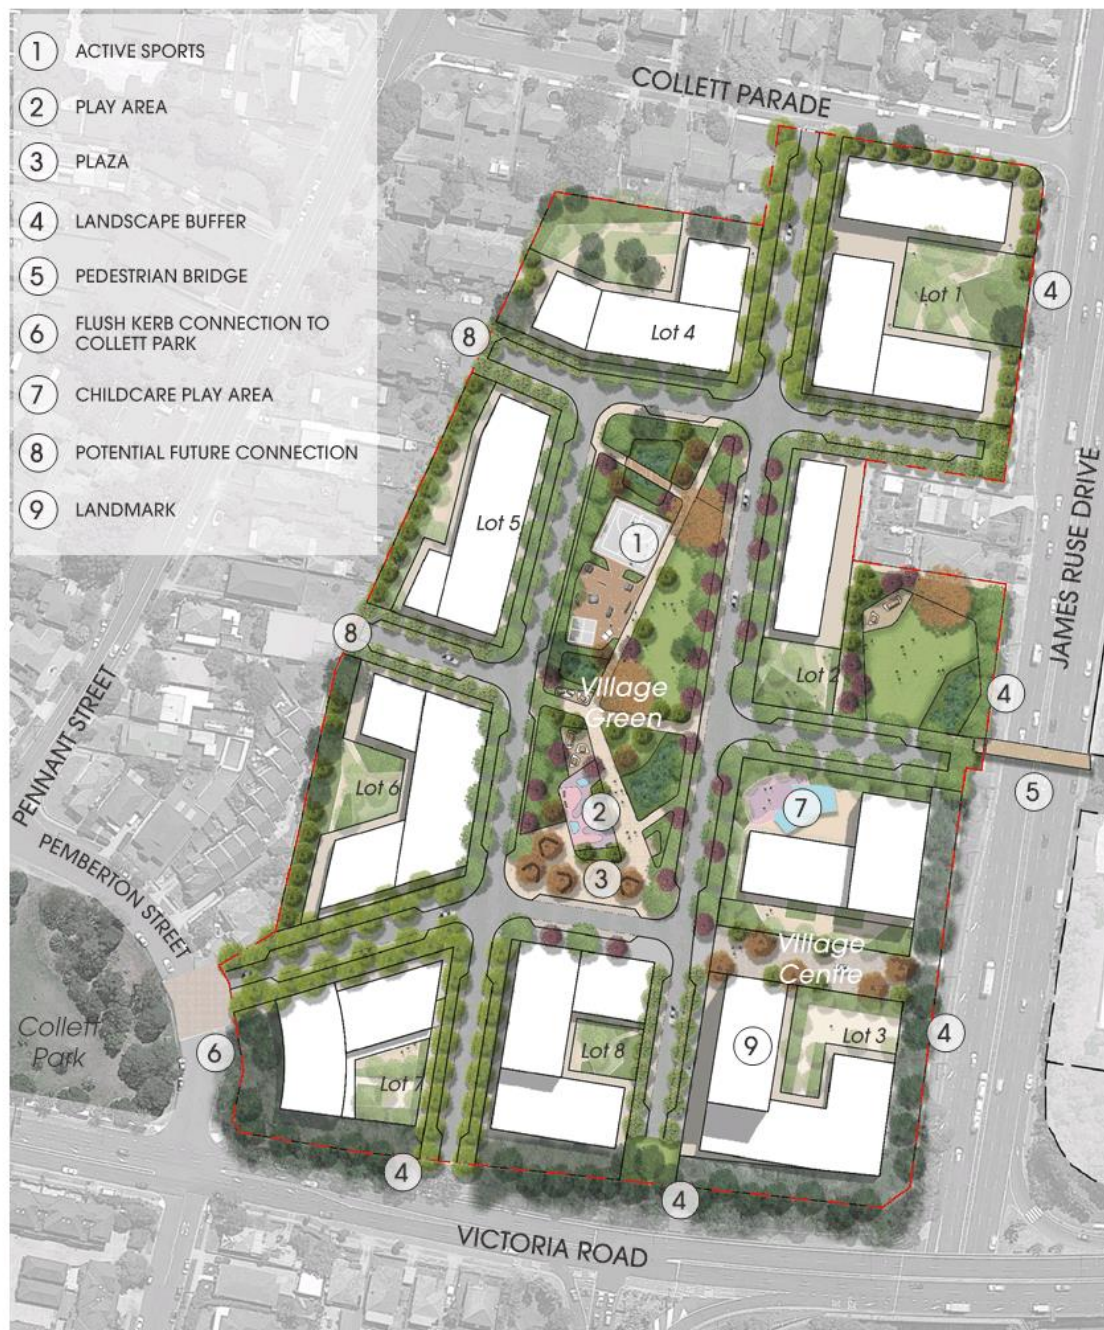 1 ACTIVE SPORTS
2 PLAY AREA
3 PLAZA
4 LANDSCAPE BUFFER
5 PEDESTRIAN BRIDGE
6 FLUSH KERB CONNECTION TO
COLLETT PARK
7 CHILDCARE PLAY AREA
8 POTENTIAL FUTURE CONNECTION
9 LANDMARK
COLLETT PARADE
Lot 1
4
Lot 4
8
Lot 5
1
JAMES RUSE DRIVE
8
Lot 2
Village
Green
4
PENNANT STREET
Lot 6
5
2
7
3
PEMBERTON STREET
Village
Centre
Collett
Park
6
Lot 7
Lot 8
9
Lot 3
4
4
4
VICTORIA ROAD